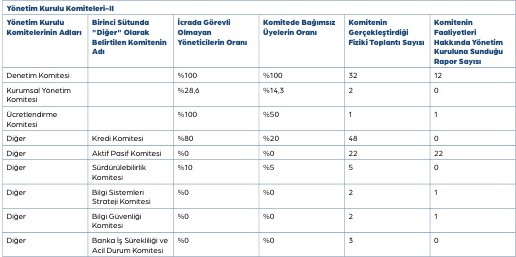 Yönetim Kurulu Komiteleri-II
Yönetim Kurulu Komitelerinin Adları | Birinci Sütunda "Diğer" Olarak Belirtilen Komitenin Adı | İcrada Görevli Olmayan Yöneticilerin Oranı | Komitede Bağımsız Üyelerin Oranı | Komitenin Gerçekleştirdiği Fiziki Toplantı Sayısı | Komitenin Faaliyetleri Hakkında Yönetim Kuruluna Sunduğu Rapor Sayısı
Denetim Komitesi | | %100 | %100 | 32 | 12
Kurumsal Yönetim Komitesi | | %28,6 | %14,3 | 2 | 0
Ücretlendirme Komitesi | | %100 | %50 | 1 | 1
Diğer | Kredi Komitesi | %80 | %20 | 48 | 0
Diğer | Aktif Pasif Komitesi | %0 | %0 | 22 | 22
Diğer | Sürdürülebilirlik Komitesi | %10 | %5 | 5 | 0
Diğer | Bilgi Sistemleri Strateji Komitesi | %0 | %0 | 2 | 1
Diğer | Bilgi Güvenliği Komitesi | %0 | %0 | 2 | 1
Diğer | Banka İş Sürekliliği ve Acil Durum Komitesi | %0 | %0 | 3 | 0